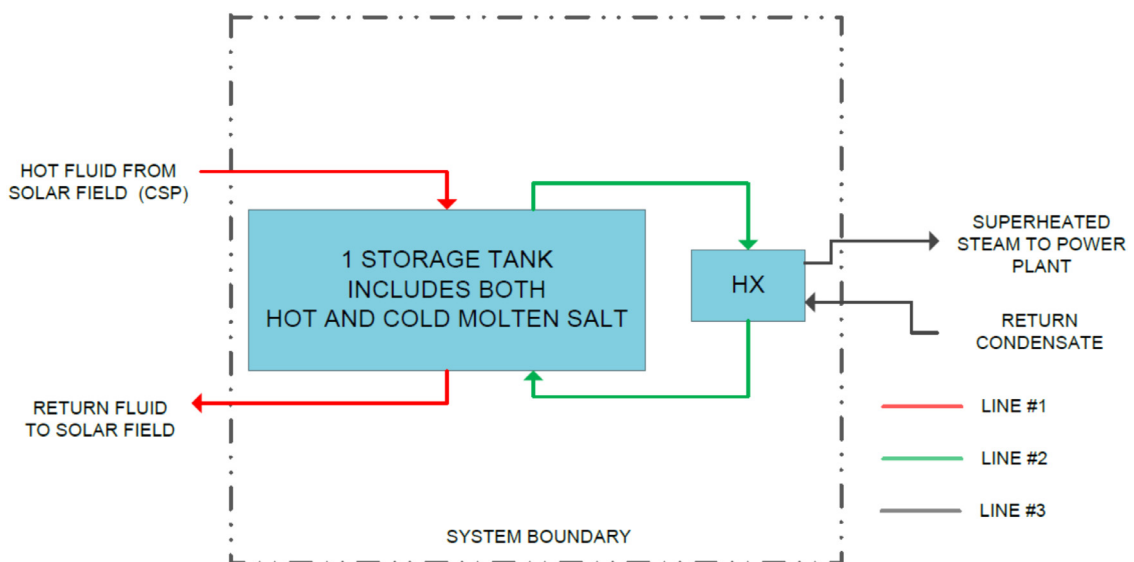 HOT FLUID FROM
SOLAR FIELD (CSP)
1 STORAGE TANK
INCLUDES BOTH
HOT AND COLD MOLTEN SALT
HX
SUPERHEATED
STEAM TO POWER
PLANT
RETURN
CONDENSATE
RETURN FLUID
TO SOLAR FIELD
LINE #1
LINE #2
LINE #3
SYSTEM BOUNDARY